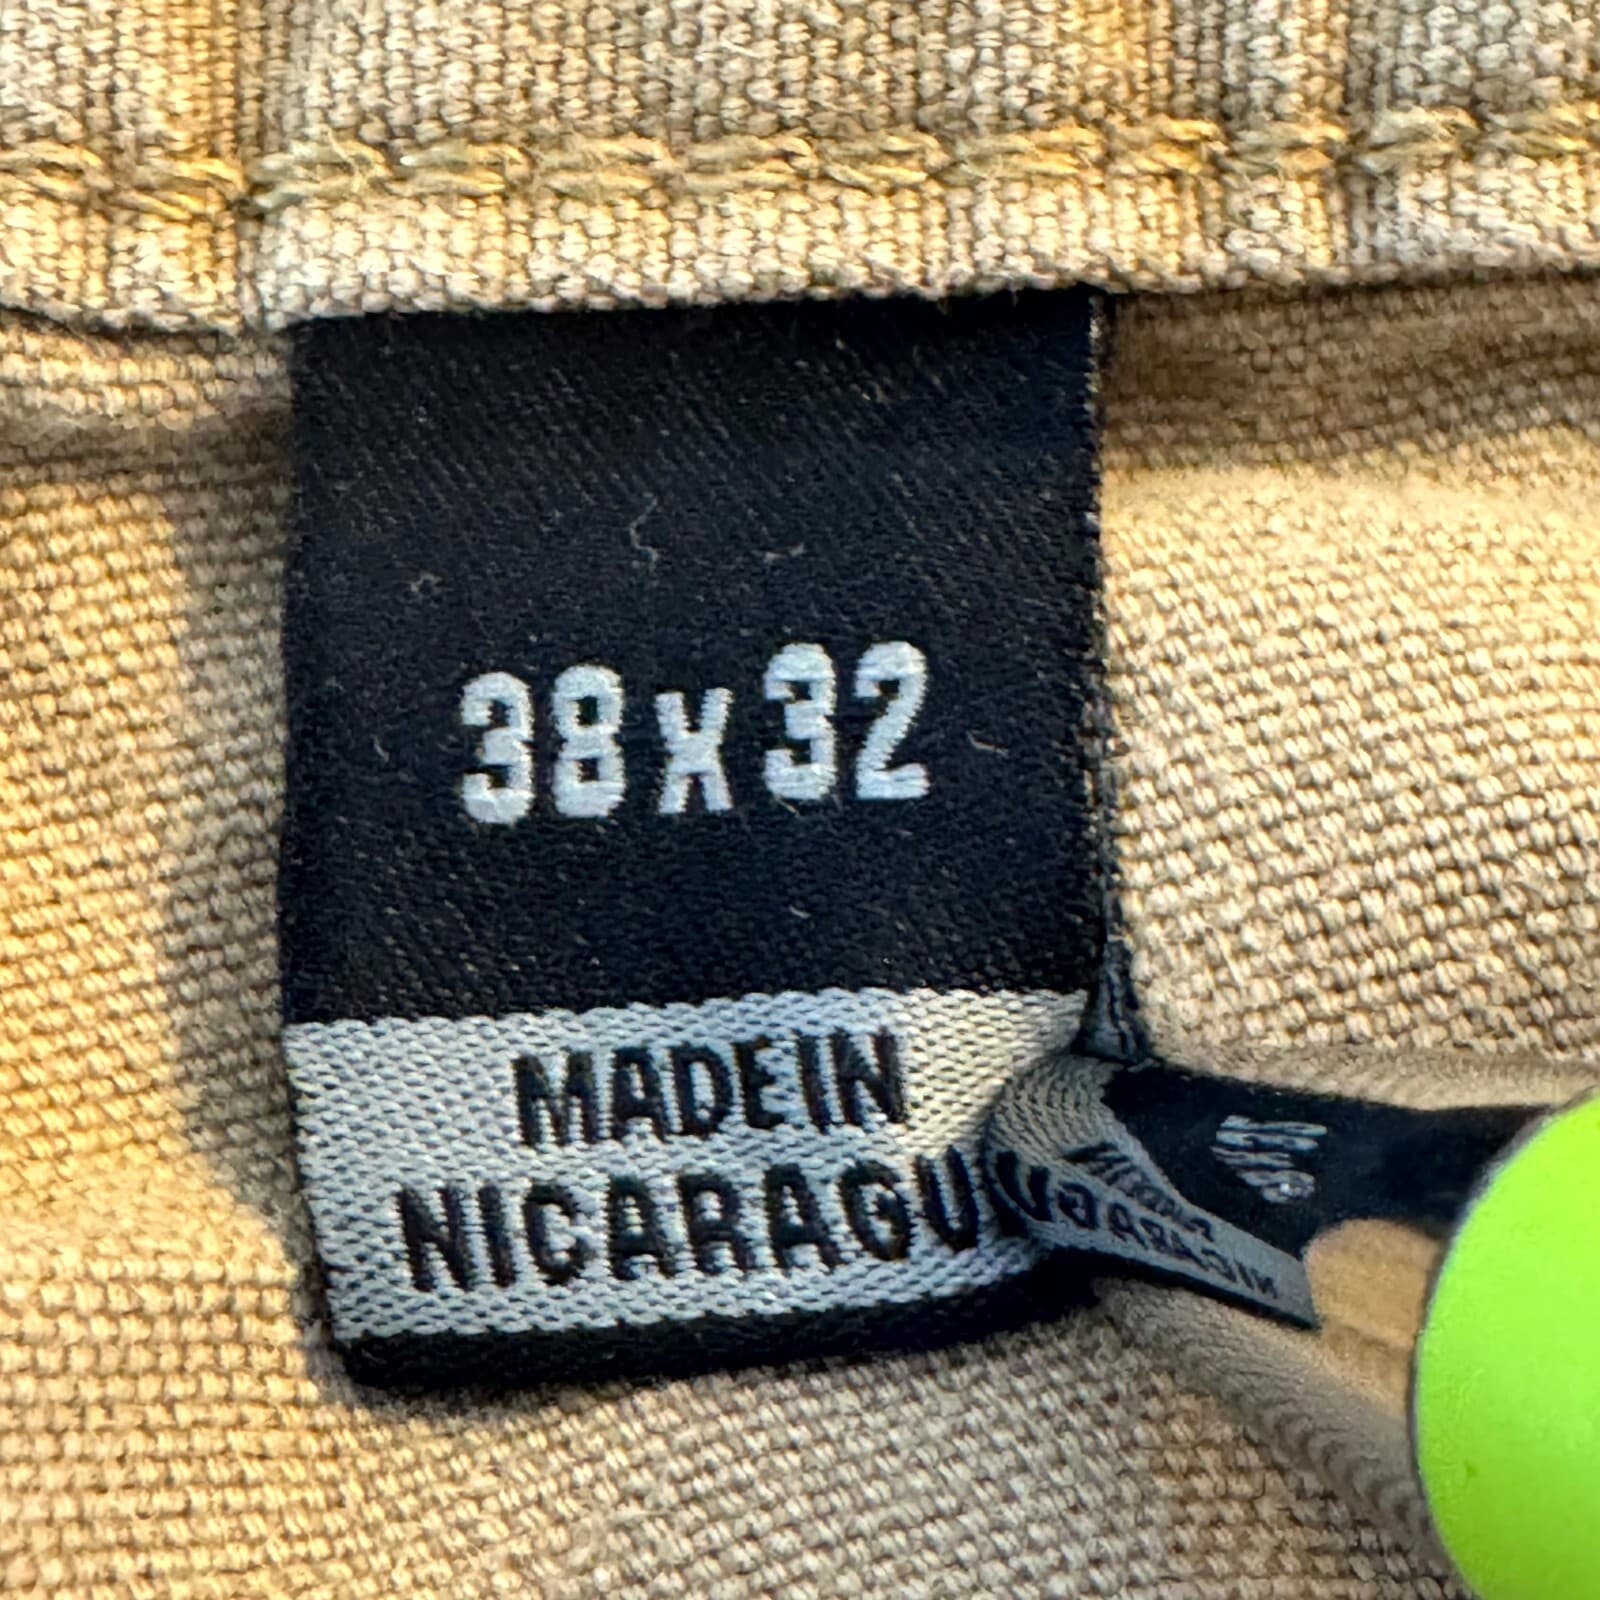 38 x 32
MADE IN
NICARAGU